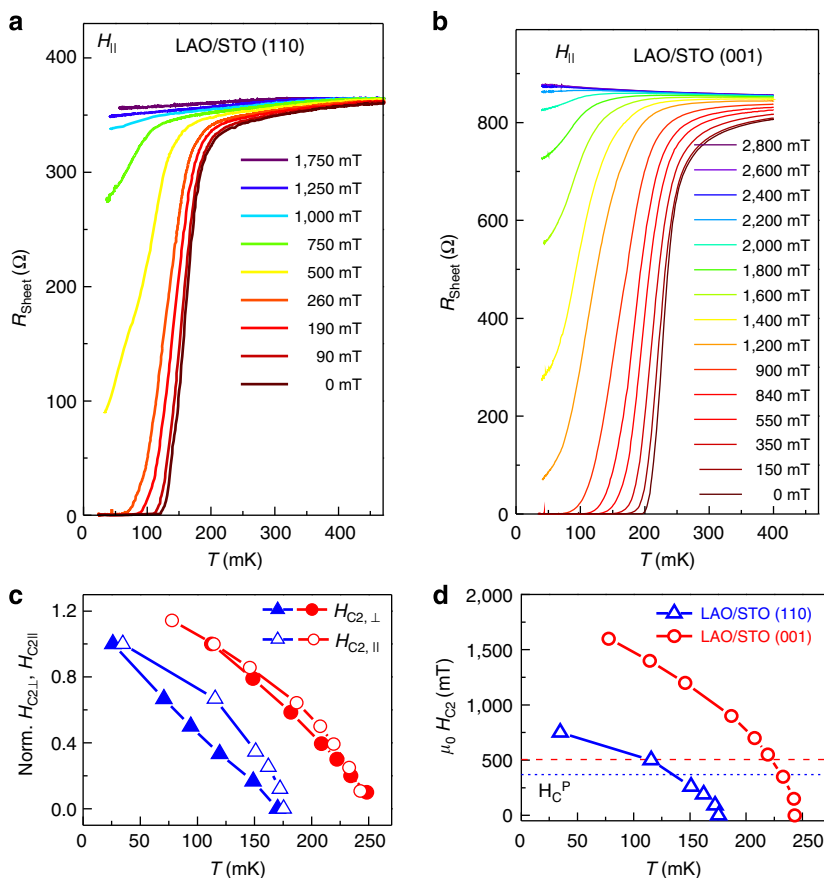 a
H||
LAO/STO (110)
400
300
200
100
0
R Sheet (Ω)
1,750 mT
1,250 mT
1,000 mT
750 mT
500 mT
260 mT
190 mT
90 mT
0 mT
0 100 200 300 400
T (mK)
b
H||
LAO/STO (001)
800
600
400
200
0
R Sheet (Ω)
2,800 mT
2,600 mT
2,400 mT
2,200 mT
2,000 mT
1,800 mT
1,600 mT
1,400 mT
1,200 mT
900 mT
840 mT
550 mT
350 mT
150 mT
0 mT
0 100 200 300 400
T (mK)
c
1.2
0.8
0.4
0.0
Norm. HC2⊥, HC2||
HC2,⊥
HC2,||
0 50 100 150 200 250
T (mK)
d
2,000
1,500
1,000
500
0
μ0 HC2 (mT)
LAO/STO (110)
LAO/STO (001)
HC^P
0 50 100 150 200 250
T (mK)